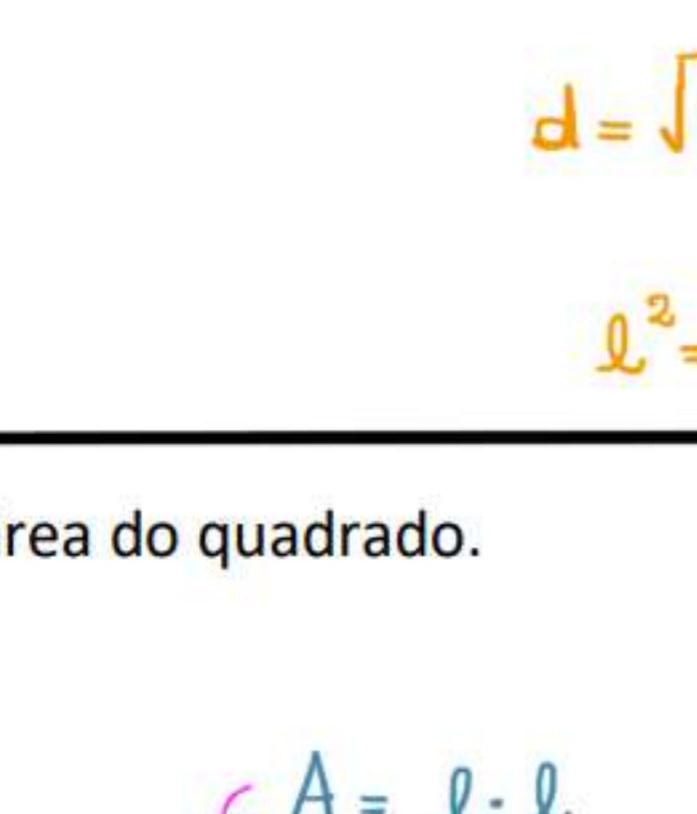 d = √
l² =
rea do quadrado.
A = l . l